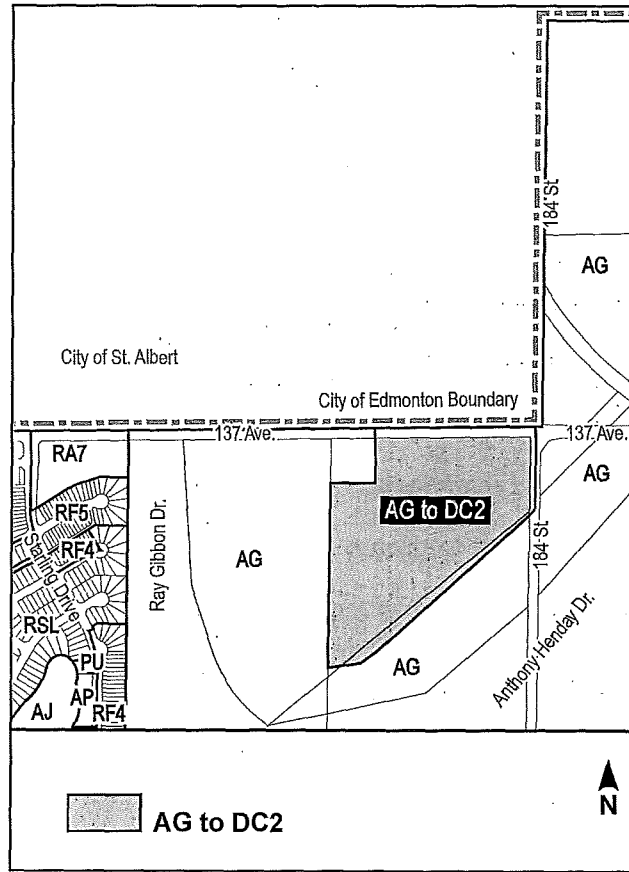 184 St
AG
City of St. Albert
City of Edmonton Boundary
137 Ave.
137 Ave.
RA7
AG
RF5
AG to DC2
RF4
Starling Drive
Ray Gibbon Dr.
AG
184 St
RSL
PU
AG
Anthony Henday Dr.
AP
AJ
RF4
N
AG to DC2